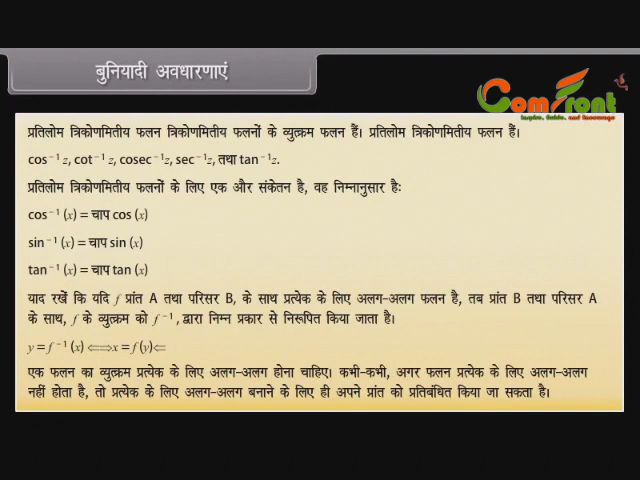 बुनियादी अवधारणाएं
ComFront
Inspire, Guide, and Encourage
प्रतिलोम त्रिकोणमितीय फलन त्रिकोणमितीय फलनों के व्युत्क्रम फलन हैं। प्रतिलोम त्रिकोणमितीय फलन हैं।
cos⁻¹ z, cot⁻¹ z, cosec⁻¹z, sec⁻¹z, तथा tan⁻¹z.
प्रतिलोम त्रिकोणमितीय फलनों के लिए एक और संकेतन है, वह निम्नानुसार है:
cos⁻¹ (x) = चाप cos (x)
sin⁻¹ (x) = चाप sin (x)
tan⁻¹ (x) = चाप tan (x)
याद रखें कि यदि f प्रांत A तथा परिसर B, के साथ प्रत्येक के लिए अलग-अलग फलन है, तब प्रांत B तथा परिसर A
के साथ, f के व्युत्क्रम को f⁻¹, द्वारा निम्न प्रकार से निरूपित किया जाता है।
y = f⁻¹ (x) ⟺ x = f (y) ⇐
एक फलन का व्युत्क्रम प्रत्येक के लिए अलग-अलग होना चाहिए। कभी-कभी, अगर फलन प्रत्येक के लिए अलग-अलग
नहीं होता है, तो प्रत्येक के लिए अलग-अलग बनाने के लिए ही अपने प्रांत को प्रतिबंधित किया जा सकता है।